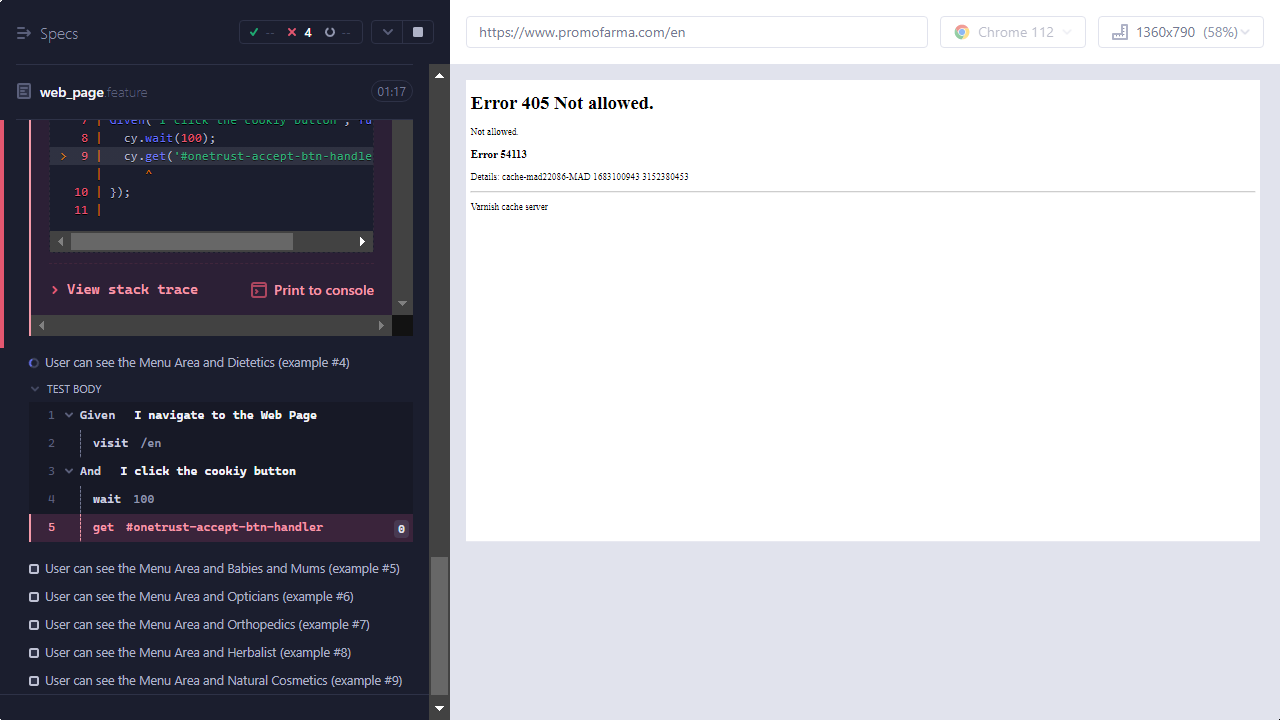 Specs
-- 4 --
web_page.feature
01:17
7 | Given('I click the cookiy button', fu
8 | cy.wait(100);
> 9 | cy.get('#onetrust-accept-btn-handle
| ^
10 | });
11 |
View stack trace
Print to console
User can see the Menu Area and Dietetics (example #4)
TEST BODY
1 Given I navigate to the Web Page
2 visit /en
3 And I click the cookiy button
4 wait 100
5 get #onetrust-accept-btn-handler 0
User can see the Menu Area and Babies and Mums (example #5)
User can see the Menu Area and Opticians (example #6)
User can see the Menu Area and Orthopedics (example #7)
User can see the Menu Area and Herbalist (example #8)
User can see the Menu Area and Natural Cosmetics (example #9)
https://www.promofarma.com/en
Chrome 112
1360x790 (58%)
Error 405 Not allowed.
Not allowed.
Error 54113
Details: cache-mad22086-MAD 1683100943 3152380453
Varnish cache server